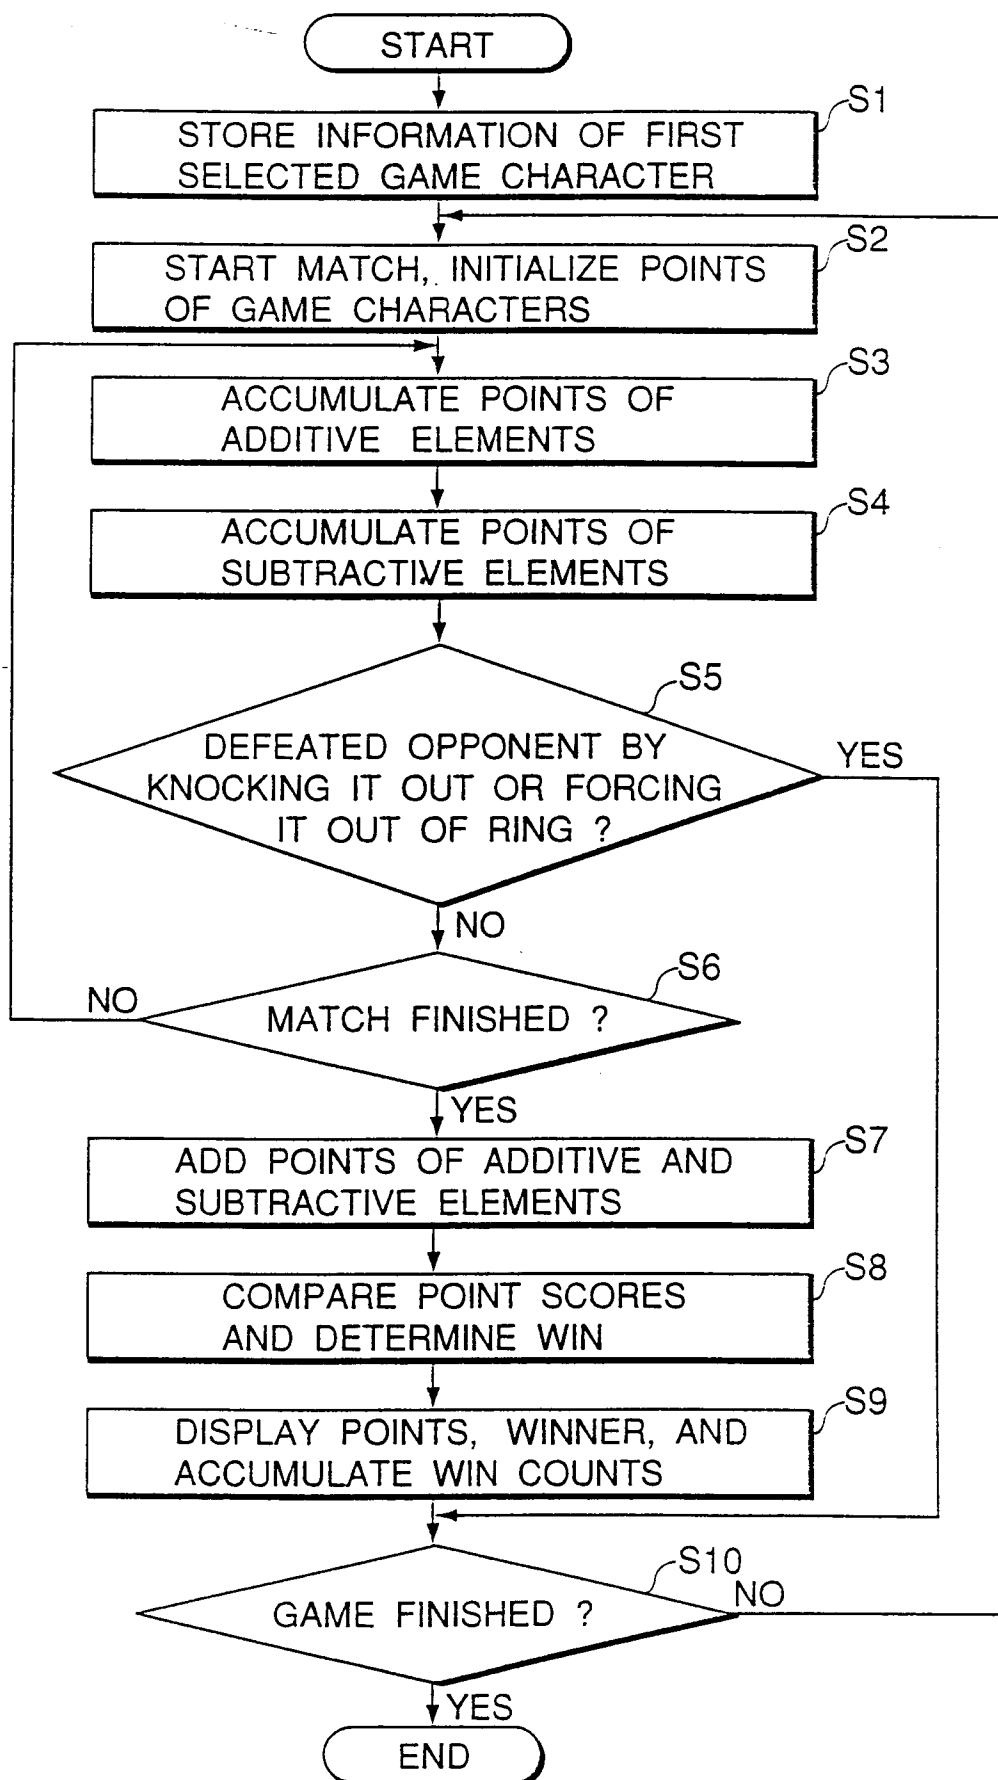 START
S1
STORE INFORMATION OF FIRST
SELECTED GAME CHARACTER
S2
START MATCH, INITIALIZE POINTS
OF GAME CHARACTERS
S3
ACCUMULATE POINTS OF
ADDITIVE ELEMENTS
S4
ACCUMULATE POINTS OF
SUBTRACTIVE ELEMENTS
S5
DEFEATED OPPONENT BY
KNOCKING IT OUT OR FORCING
IT OUT OF RING ?
YES
NO
S6
MATCH FINISHED ?
NO
YES
S7
ADD POINTS OF ADDITIVE AND
SUBTRACTIVE ELEMENTS
S8
COMPARE POINT SCORES
AND DETERMINE WIN
S9
DISPLAY POINTS, WINNER, AND
ACCUMULATE WIN COUNTS
S10
GAME FINISHED ?
NO
YES
END